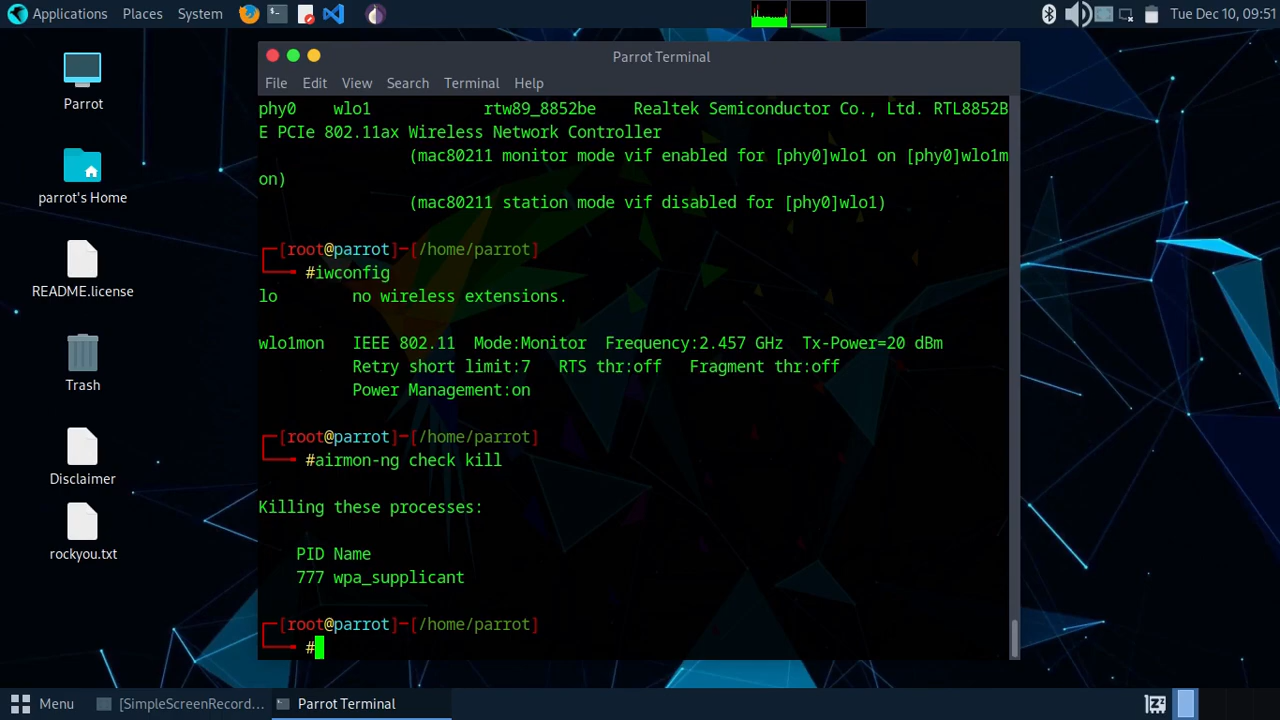 Applications Places System Tue Dec 10, 09:51
Parrot Terminal
File Edit View Search Terminal Help
Parrot
parrot's Home
README.license
Trash
Disclaimer
rockyou.txt
phy0    wlo1            rtw89_8852be    Realtek Semiconductor Co., Ltd. RTL8852B
E PCIe 802.11ax Wireless Network Controller
(mac80211 monitor mode vif enabled for [phy0]wlo1 on [phy0]wlo1m
on)
(mac80211 station mode vif disabled for [phy0]wlo1)
[root@parrot]-[/home/parrot]
#iwconfig
lo        no wireless extensions.
wlo1mon   IEEE 802.11  Mode:Monitor  Frequency:2.457 GHz  Tx-Power=20 dBm
Retry short limit:7   RTS thr:off   Fragment thr:off
Power Management:on
[root@parrot]-[/home/parrot]
#airmon-ng check kill
Killing these processes:
PID Name
777 wpa_supplicant
[root@parrot]-[/home/parrot]
#
Menu [SimpleScreenRecord... Parrot Terminal